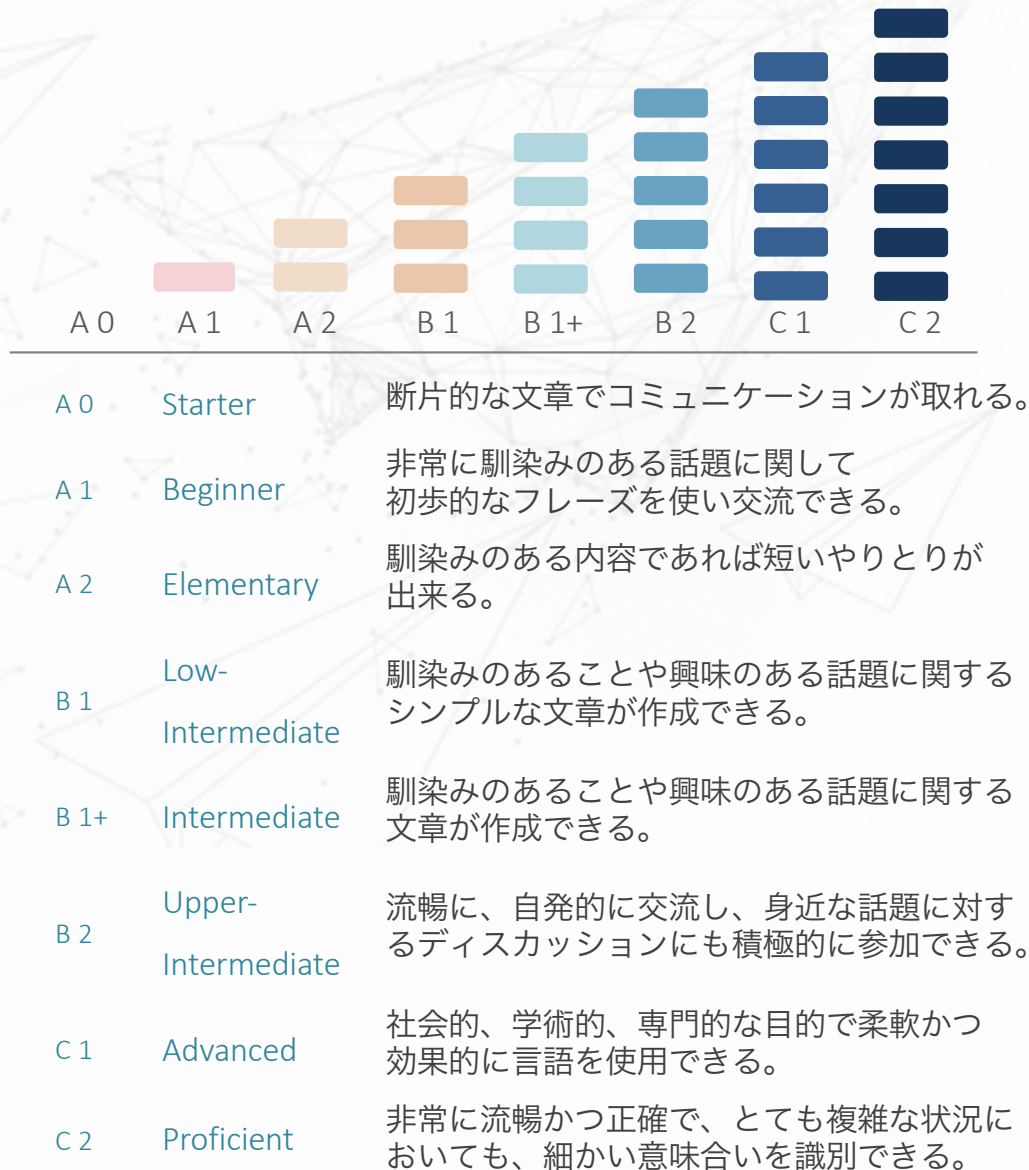 A 0 A 1 A 2 B 1 B 1+ B 2 C 1 C 2
A 0 Starter 断片的な文章でコミュニケーションが取れる。
A 1 Beginner 非常に馴染みのある話題に関して
初歩的なフレーズを使い交流できる。
A 2 Elementary 馴染みのある内容であれば短いやりとりが
出来る。
B 1 Low-
Intermediate 馴染みのあることや興味のある話題に関する
シンプルな文章が作成できる。
B 1+ Intermediate 馴染みのあることや興味のある話題に関する
文章が作成できる。
B 2 Upper-
Intermediate 流暢に、自発的に交流し、身近な話題に対す
るディスカッションにも積極的に参加できる。
C 1 Advanced 社会的、学術的、専門的な目的で柔軟かつ
効果的に言語を使用できる。
C 2 Proficient 非常に流暢かつ正確で、とても複雑な状況に
おいても、細かい意味合いを識別できる。